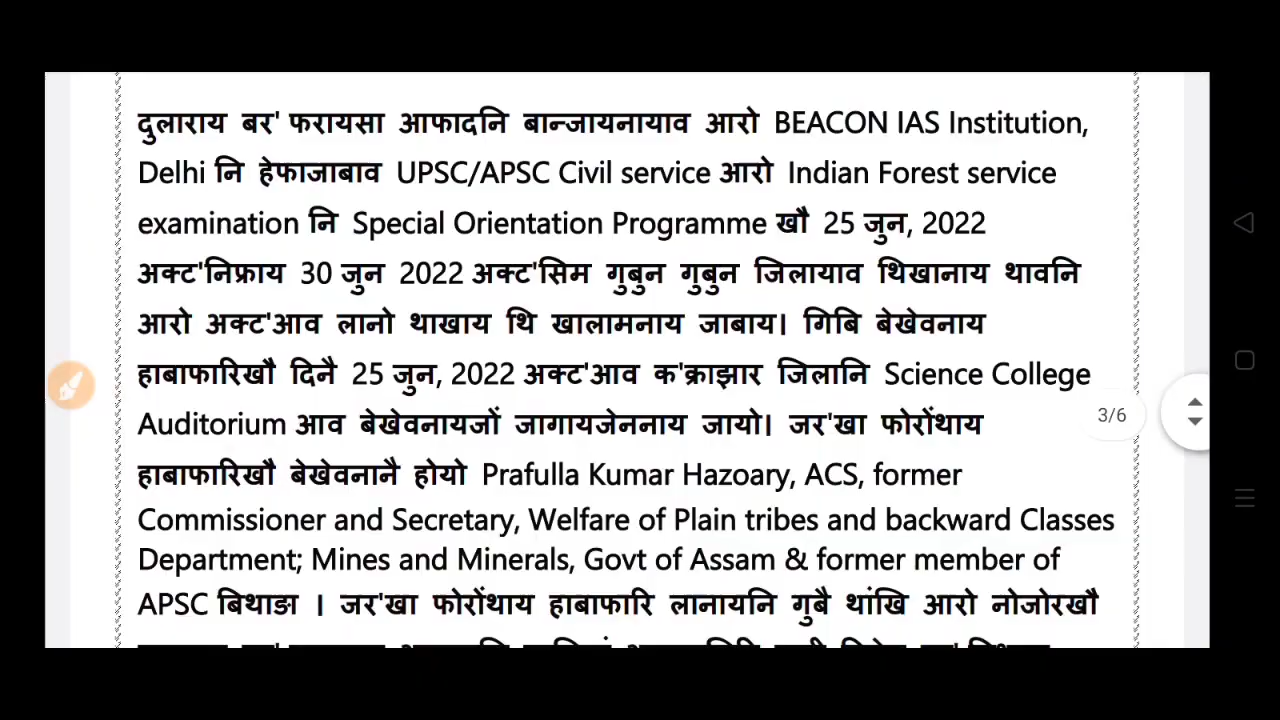 दुलाराय बर' फरायसा आफादनि बान्जायनायाव आरो BEACON IAS Institution,
Delhi नि हेफाजाबाव UPSC/APSC Civil service आरो Indian Forest service
examination नि Special Orientation Programme खौ 25 जुन, 2022
अक्ट'निफ्राय 30 जुन 2022 अक्ट'सिम गुबुन गुबुन जिलायाव थिखानाय थावनि
आरो अक्ट'आव लानो थाखाय थि खालामनाय जाबाय। गिबि बेखेवनाय
हाबाफारिखौ दिनै 25 जुन, 2022 अक्ट'आव क'क्राझार जिलानि Science College
Auditorium आव बेखेवनायजों जागायजेननाय जायो। जर'खा फोरोंथाय
3/6
हाबाफारिखौ बेखेवनानै होयो Prafulla Kumar Hazoary, ACS, former
Commissioner and Secretary, Welfare of Plain tribes and backward Classes
Department; Mines and Minerals, Govt of Assam & former member of
APSC बिथाङा । जर'खा फोरोंथाय हाबाफारि लानायनि गुबै थांखि आरो नोजोरखौ